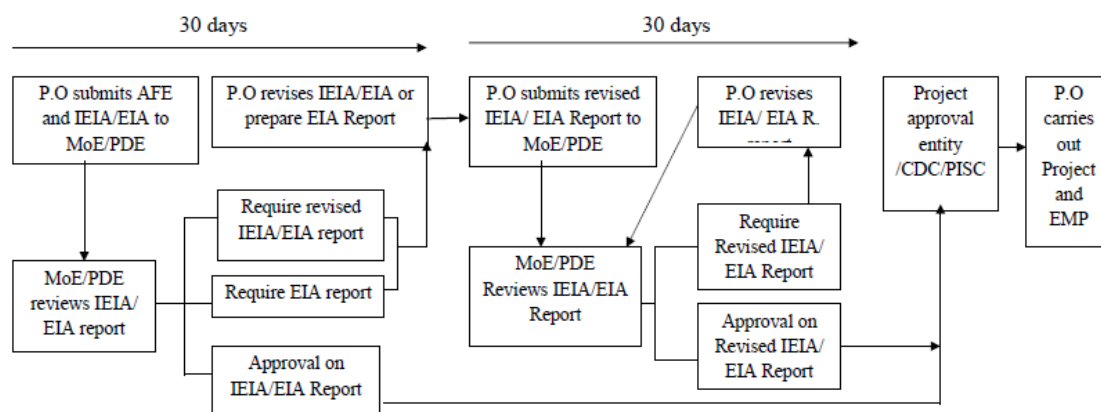 30 days
30 days
P.O submits AFE
and IEIA/EIA to
MoE/PDE
P.O revises IEIA/EIA or
prepare EIA Report
P.O submits revised
IEIA/ EIA Report to
MoE/PDE
P.O revises
IEIA/ EIA R.
report
Project
approval
entity
/CDC/PISC
P.O
carries
out
Project
and
EMP
Require revised
IEIA/EIA report
Require EIA report
MoE/PDE
reviews IEIA/
EIA report
Approval on
IEIA/EIA Report
MoE/PDE
Reviews IEIA/EIA
Report
Require
Revised IEIA/
EIA Report
Approval on
Revised IEIA/
EIA Report